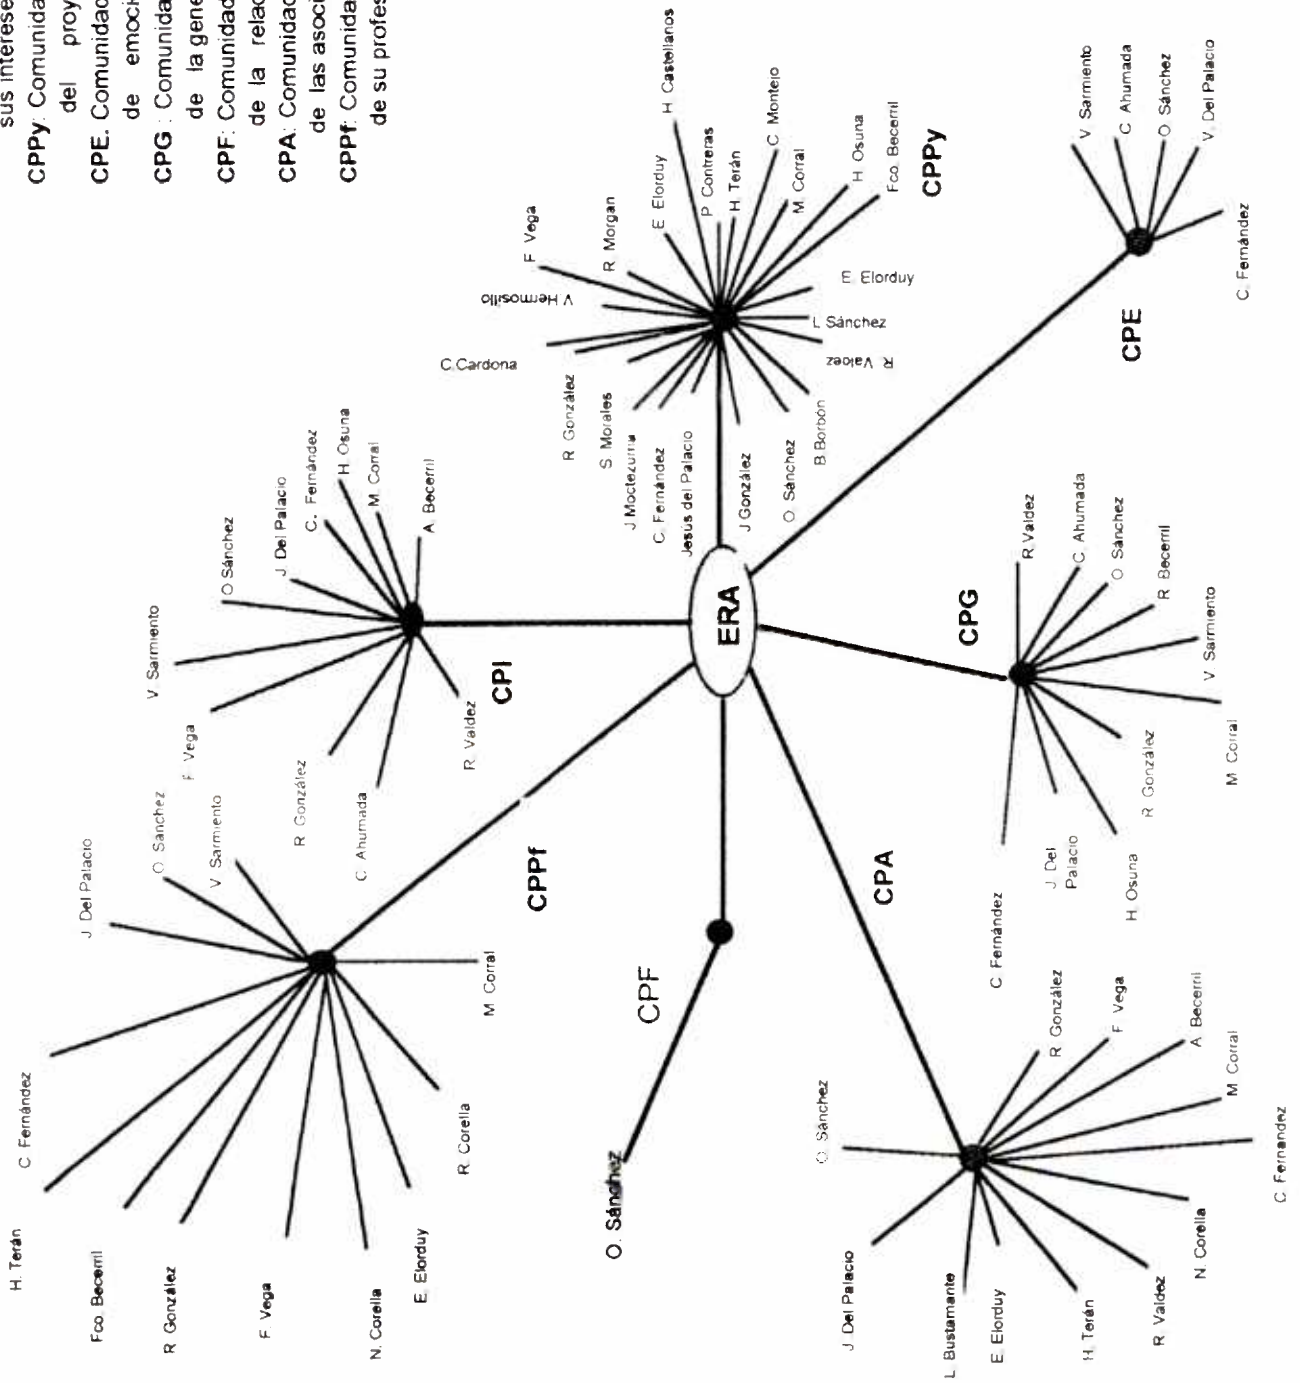 sus interese
CPPy: Comunida
del proy
CPE. Comunidad
de emoci
CPG : Comunida
de la gene
CPF: Comunidad
de la relac
CPA: Comunidad
de las asoci
CPPf: Comunida
de su profes
H. Castellanos
E. Elorduy
P. Contreras
H. Terán
C. Montejo
M. Corral
H. Osuna
Fco. Becerril
CPPy
F. Vega
R. Morgan
V. Hermosillo
C. Cardona
E. Elorduy
L. Sánchez
R. Valdez
R. González
S. Morales
J Moctezuma
C. Fernández
Jesús del Palacio
J González
O. Sánchez
B. Borbón
V. Sarmiento
C. Ahumada
O. Sánchez
V. Del Palacio
C. Fernández
CPE
V. Sarmiento
O Sánchez
J. Del Palacio
C. Fernández
H. Osuna
M. Corral
A. Becerril
F. Vega
R. González
C. Ahumada
R. Valdez
CPI
ERA
CPG
R. Valdez
C. Ahumada
O. Sánchez
R. Becerril
V. Sarmiento
M. Corral
R. González
H. Osuna
J. Del
Palacio
C. Fernández
J. Del Palacio
O. Sánchez
V. Sarmiento
CPPf
M. Corral
C. Fernández
H. Terán
Fco. Becerril
R. González
F. Vega
N. Corella
E. Elorduy
R. Corella
CPF
O. Sánchez
CPA
O. Sánchez
R. González
F. Vega
A. Becerril
M. Corral
C. Fernandez
J. Del Palacio
L. Bustamante
E. Elorduy
H. Terán
R. Valdez
N. Corella